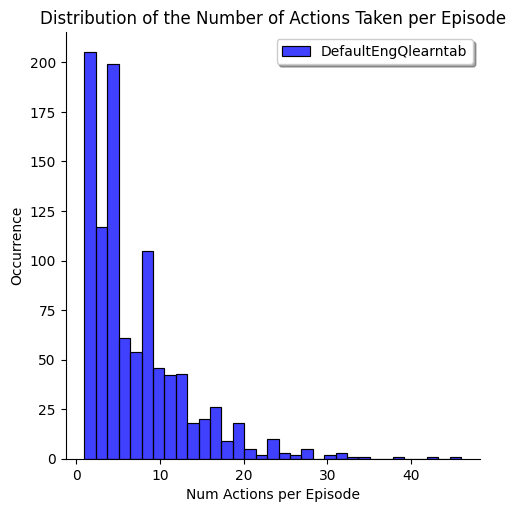 Distribution of the Number of Actions Taken per Episode
DefaultEngQlearntab
200
175
150
125
100
75
50
25
0
Occurrence
0 10 20 30 40
Num Actions per Episode